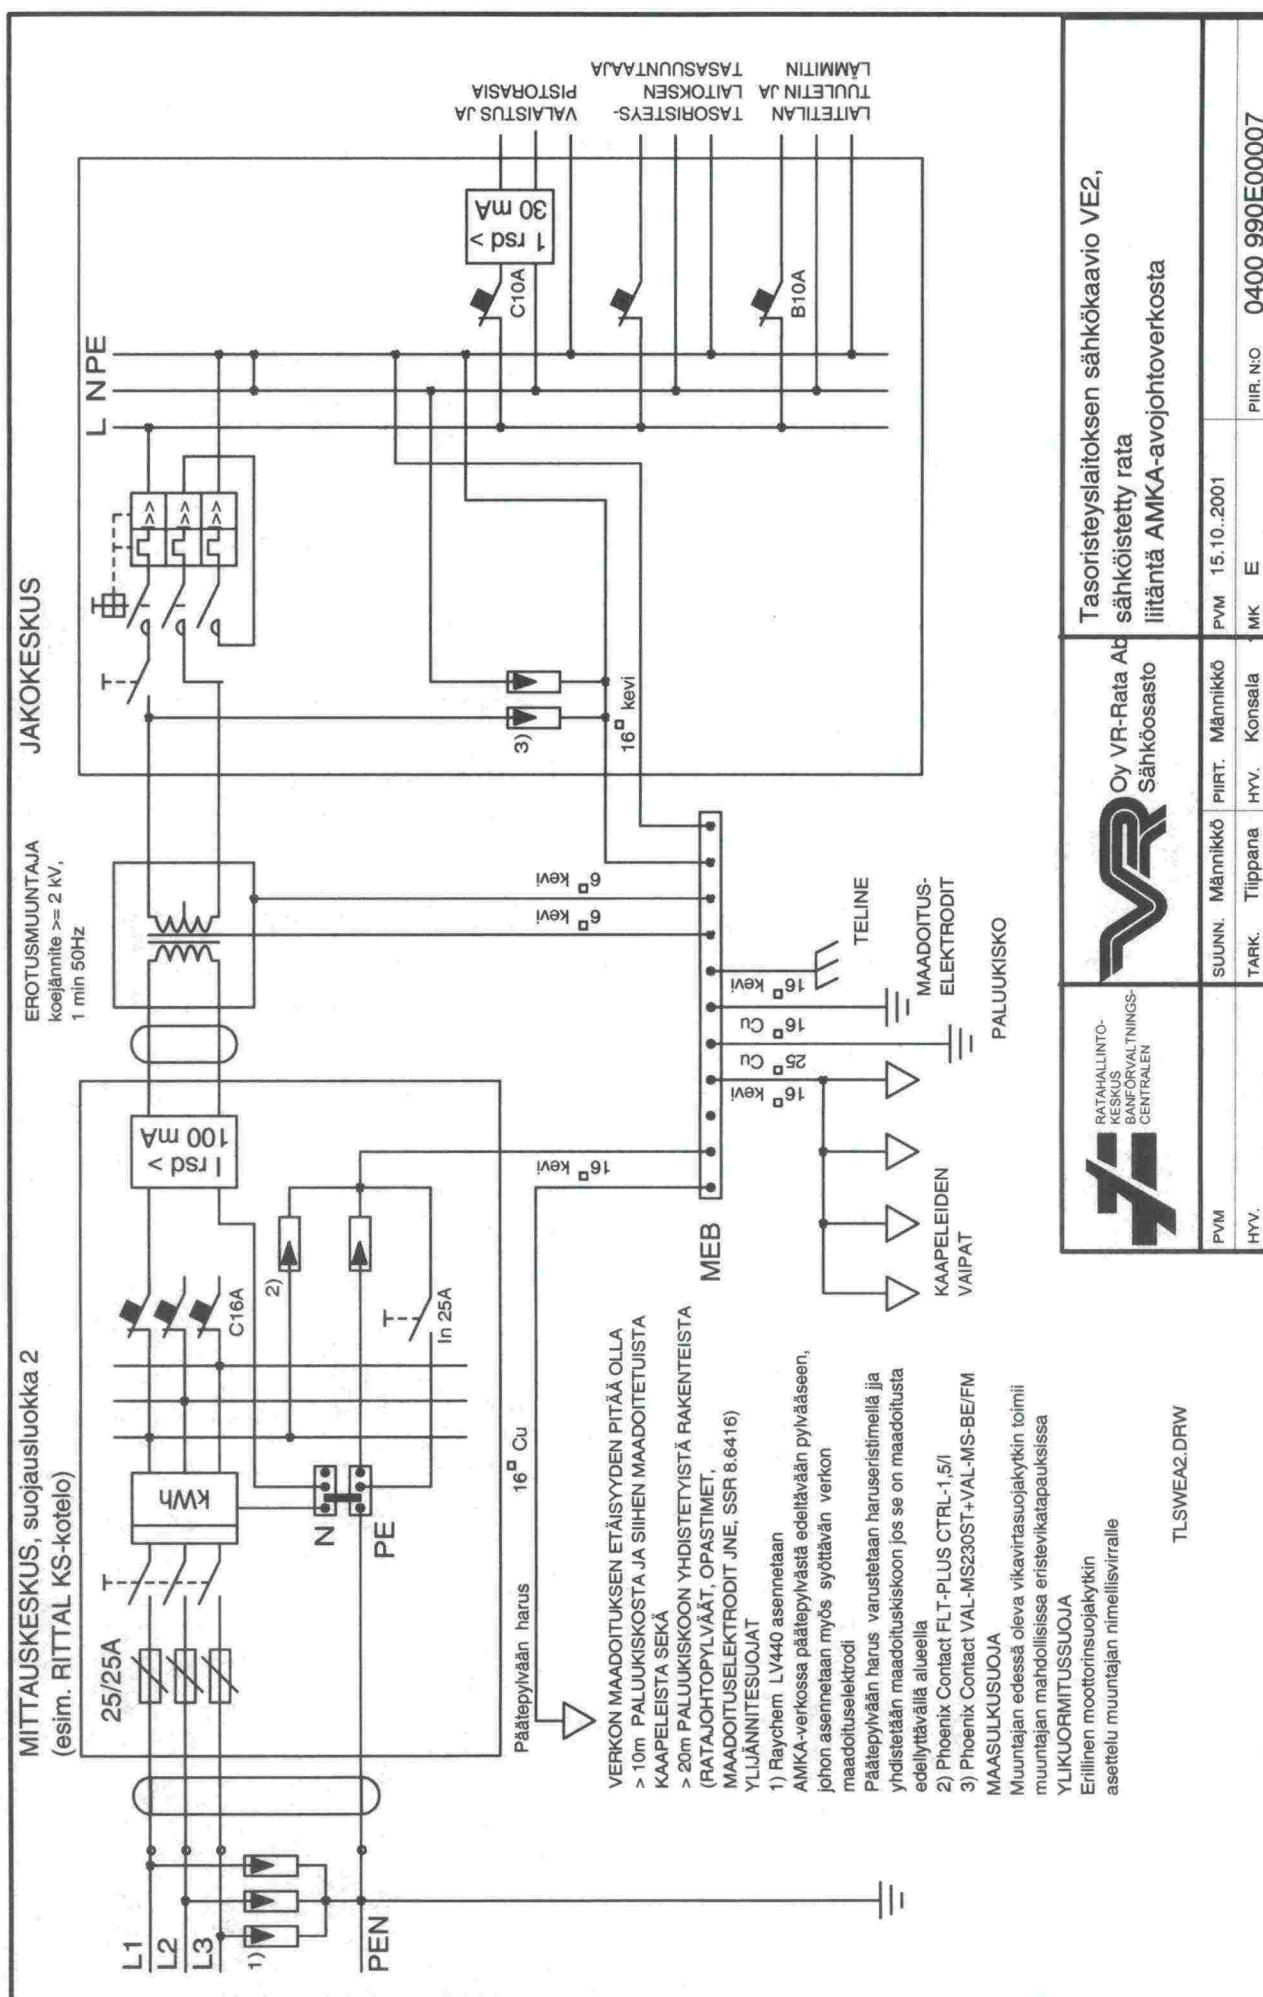 MITTAUSKESKUS, suojausluokka 2
(esim. RITTAL KS-kotelo)
EROTUSMUUNTAJA
koejännite >= 2 kV,
1 min 50Hz
JAKOKESKUS
25/25A
kWh
C16A
I rsd >
100 mA
L N PE
1 rsd >
30 mA
C10A
B10A
VALAISTUS JA
PISTORASIA
TASORISTEYS-
LAITOKSEN
TASASUUNTAAJA
LAITETILAN
TUULETIN JA
LÄMMITIN
L1
L2
L3
1)
PEN
N
PE
2)
In 25A
3)
16 kevi
6 kevi
6 kevi
16 kevi
16 kevi
16 Cu
25 Cu
16 kevi
16 Cu
Päätepylvään harus
MEB
TELINE
MAADOITUS-
ELEKTRODIT
PALUUKISKO
KAAPELEIDEN
VAIPAT
VERKON MAADOITUKSEN ETÄISYYDEN PITÄÄ OLLA
> 10m PALUUKISKOSTA JA SIIHEN MAADOITETUISTA
KAAPELEISTA SEKÄ
> 20m PALUUKISKOON YHDISTETYISTÄ RAKENTEISTA
(RATAJOHTOPYLVÄÄT, OPASTIMET,
MAADOITUSELEKTRODIT JNE, SSR 8.6416)
YLIJÄNNITESUOJAT
1) Raychem LV440 asennetaan
AMKA-verkossa päätepylvästä edeltävään pylvääseen,
johon asennetaan myös syöttävän verkon
maadoituselektrodi
Päätepylvään harus varustetaan haruseristimellä jja
yhdistetään maadoituskiskoon jos se on maadoitusta
edellyttävällä alueella
2) Phoenix Contact FLT-PLUS CTRL-1,5/I
3) Phoenix Contact VAL-MS230ST+VAL-MS-BE/FM
MAASULKUSUOJA
Muuntajan edessä oleva vikavirtasuojakytkin toimii
muuntajan mahdollisissa eristevikatapauksissa
YLIKUORMITUSSUOJA
Erillinen moottorinsuojakytkin
asettelu muuntajan nimellisvirralle
TLSWEA2.DRW
RATAHALLINTO-
KESKUS
BANFÖRVALTNINGS-
CENTRALEN
VR
Oy VR-Rata Ab
Sähköosasto
Tasoristeyslaitoksen sähkökaavio VE2,
sähköistetty rata
liitäntä AMKA-avojohtoverkosta
PVM SUUNN. Männikkö PIIRT. Männikkö PVM 15.10..2001
HYV. TARK. Tiippana HYV. Konsala MK E PIIR. N:O 0400 990E00007